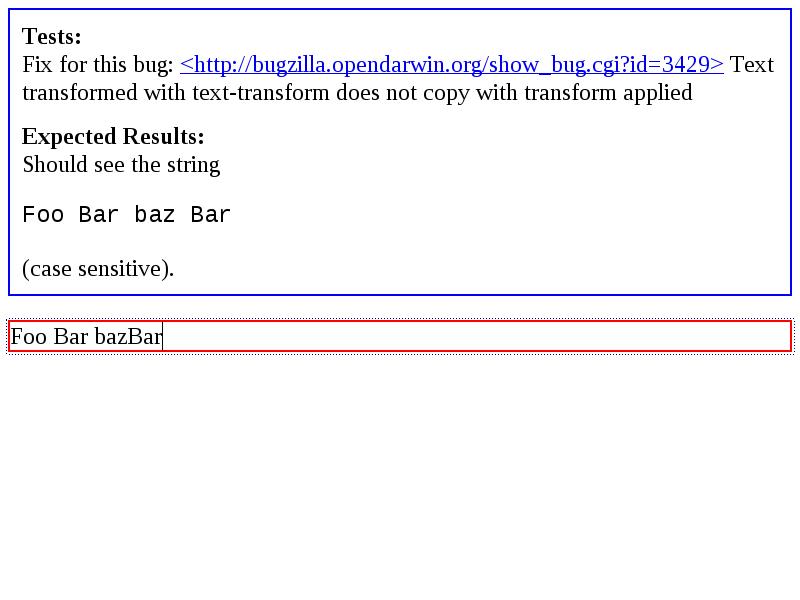 Tests:
Fix for this bug: <http://bugzilla.opendarwin.org/show_bug.cgi?id=3429> Text
transformed with text-transform does not copy with transform applied
Expected Results:
Should see the string
Foo Bar baz Bar
(case sensitive).
Foo Bar bazBar